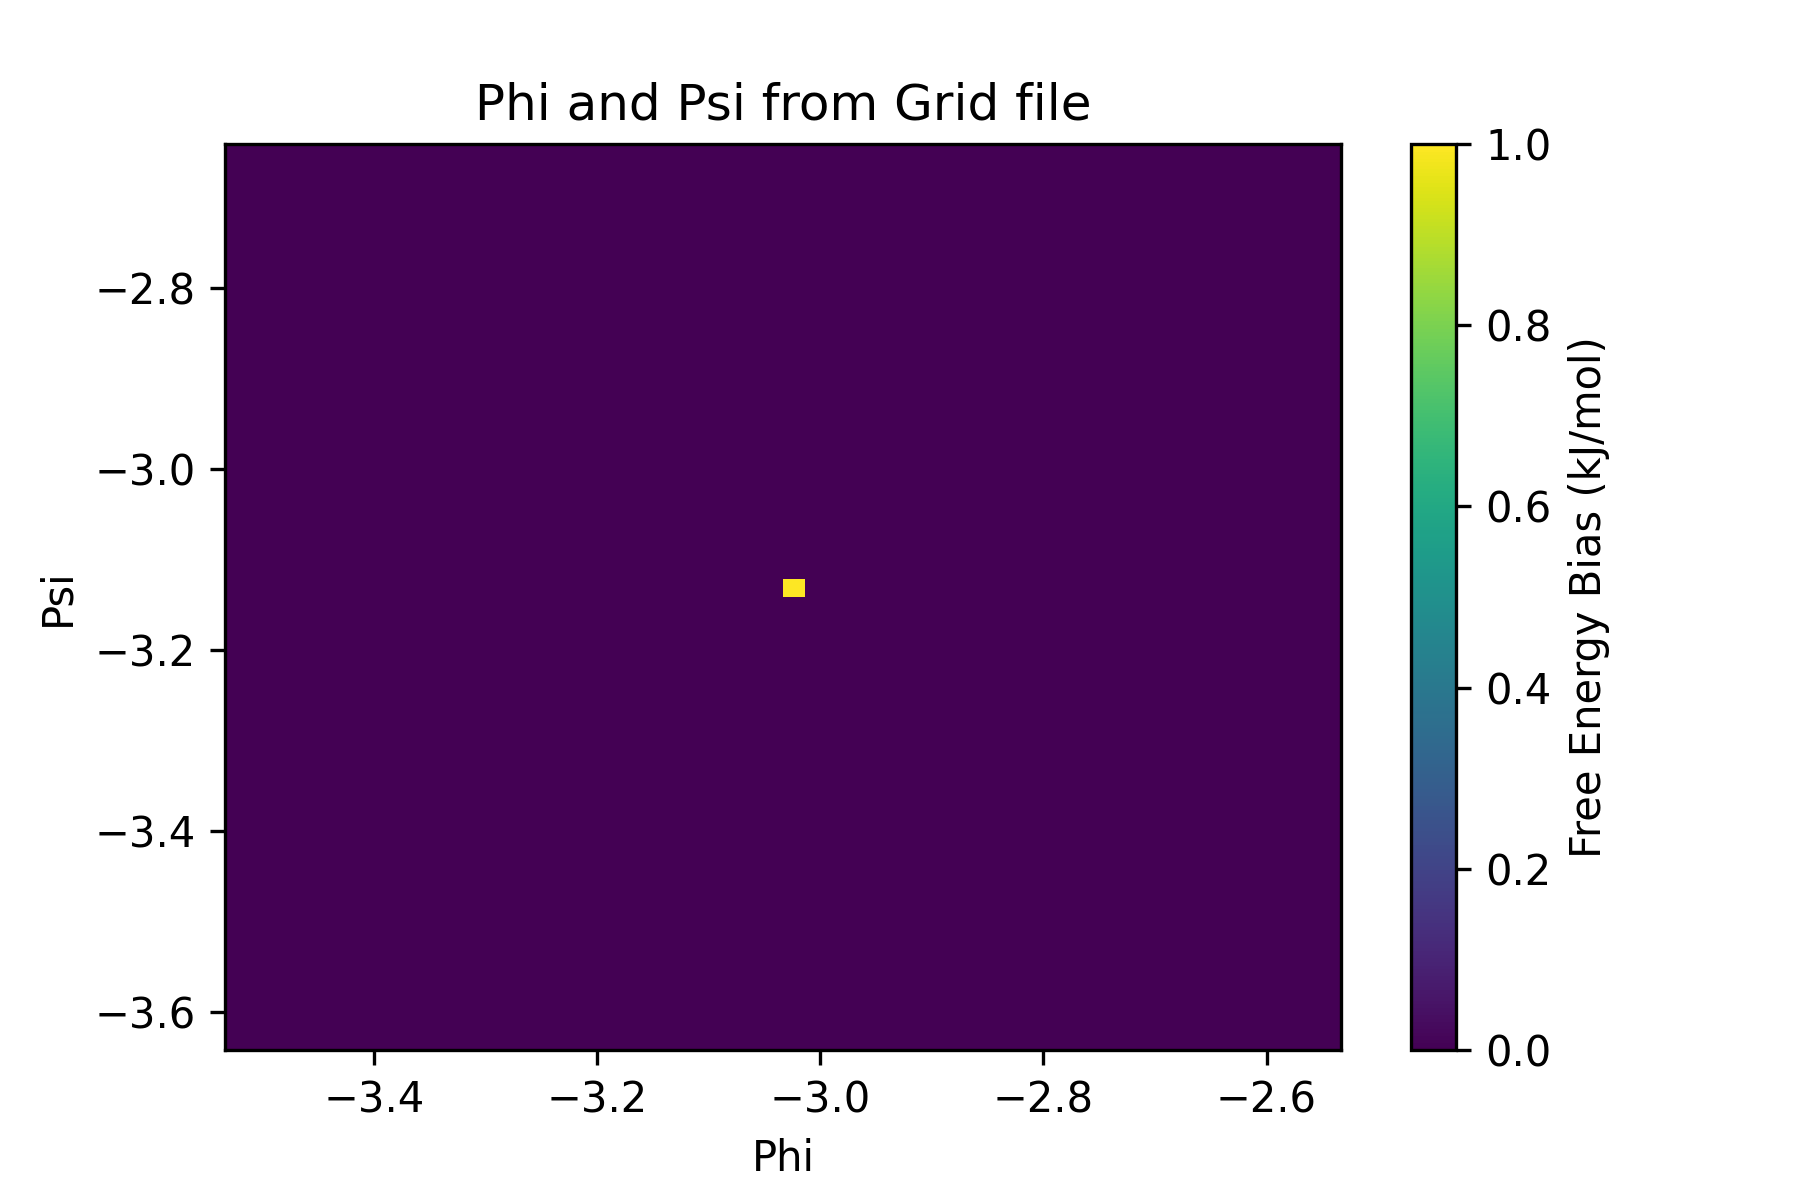 Phi and Psi from Grid file
1.0
−2.8
0.8
−3.0
0.6
Psi
Free Energy Bias (kJ/mol)
−3.2
0.4
−3.4
0.2
−3.6
0.0
−3.4 −3.2 −3.0 −2.8 −2.6
Phi